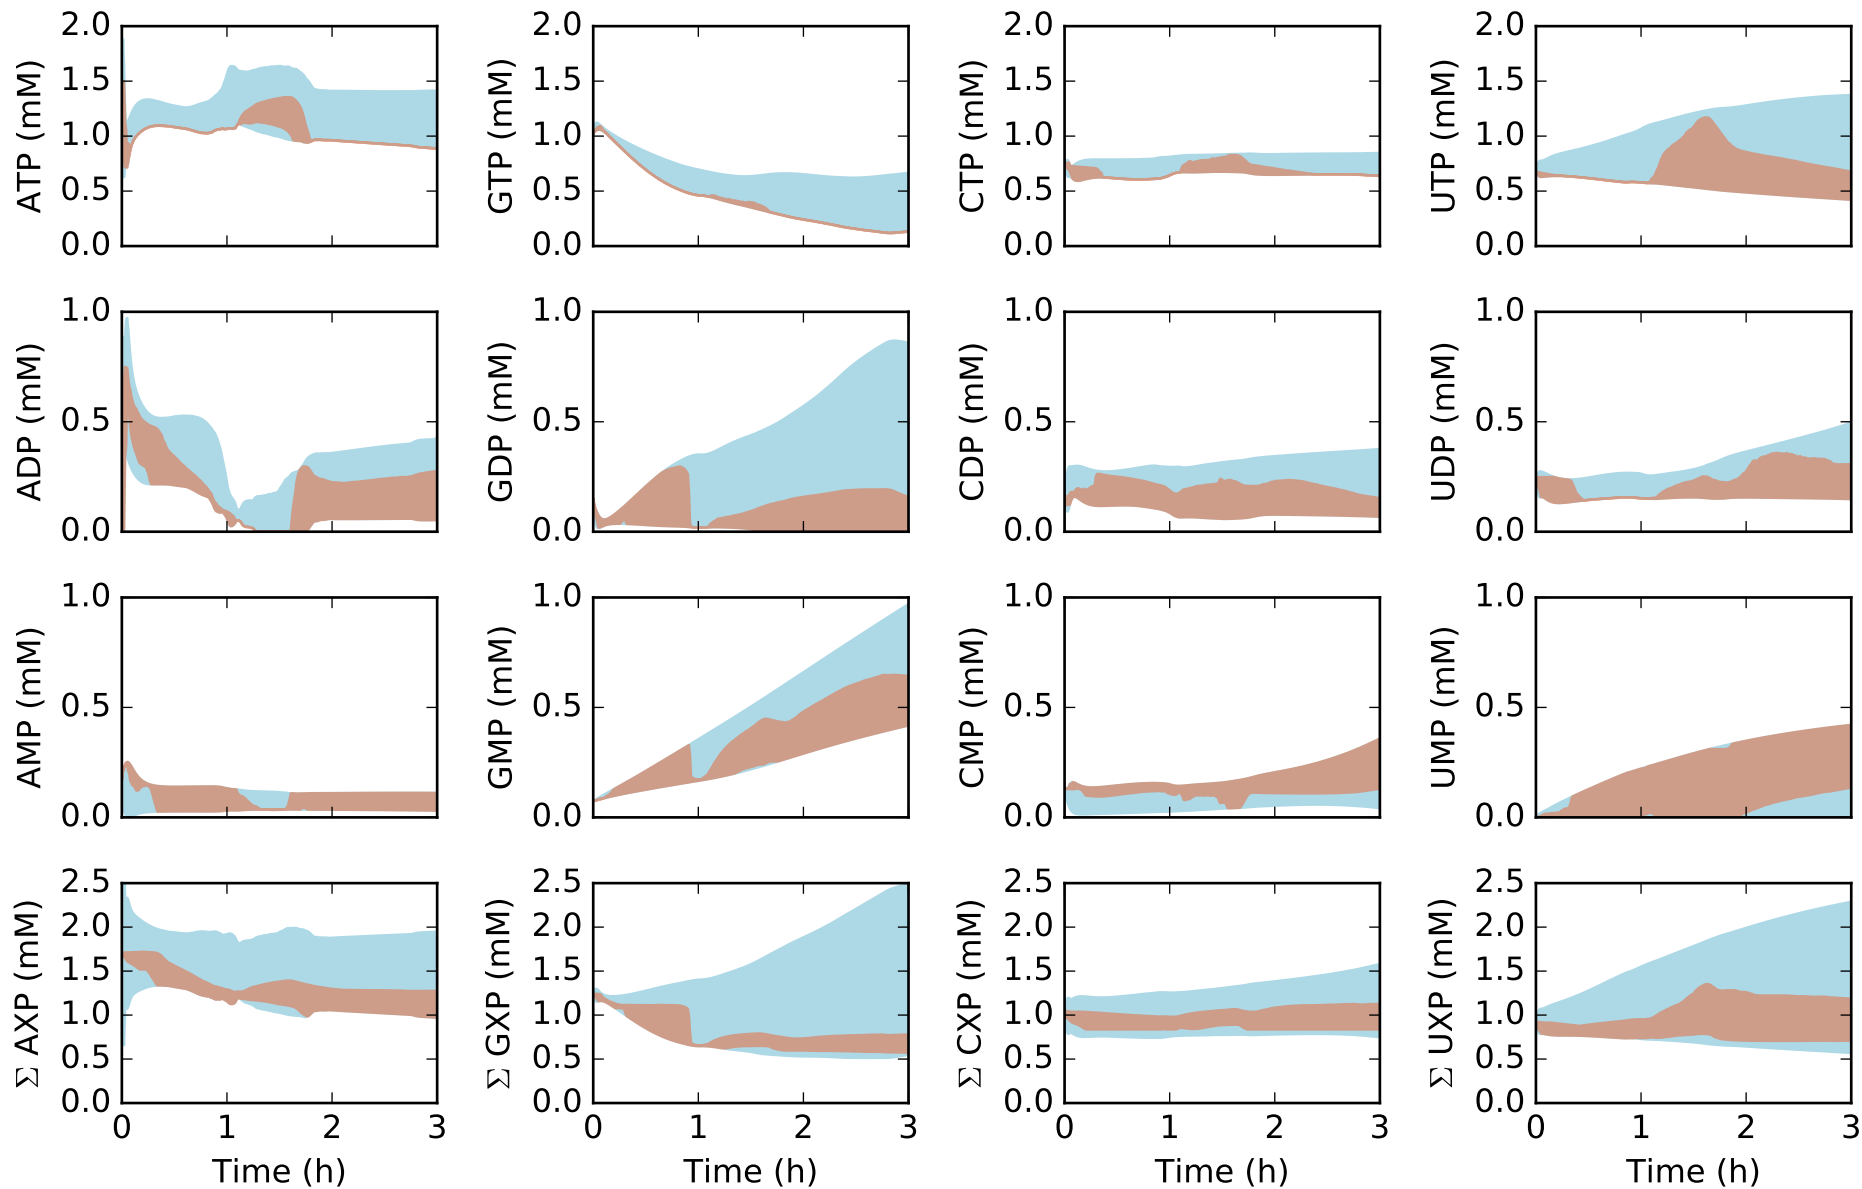 2.0 1.5 1.0 0.5 0.0 ATP (mM)
2.0 1.5 1.0 0.5 0.0 GTP (mM)
2.0 1.5 1.0 0.5 0.0 CTP (mM)
2.0 1.5 1.0 0.5 0.0 UTP (mM)
1.0 0.5 0.0 ADP (mM)
1.0 0.5 0.0 GDP (mM)
1.0 0.5 0.0 CDP (mM)
1.0 0.5 0.0 UDP (mM)
1.0 0.5 0.0 AMP (mM)
1.0 0.5 0.0 GMP (mM)
1.0 0.5 0.0 CMP (mM)
1.0 0.5 0.0 UMP (mM)
2.5 2.0 1.5 1.0 0.5 0.0 Σ AXP (mM)
2.5 2.0 1.5 1.0 0.5 0.0 Σ GXP (mM)
2.5 2.0 1.5 1.0 0.5 0.0 Σ CXP (mM)
2.5 2.0 1.5 1.0 0.5 0.0 Σ UXP (mM)
0 1 2 3
0 1 2 3
0 1 2 3
0 1 2 3
Time (h)
Time (h)
Time (h)
Time (h)